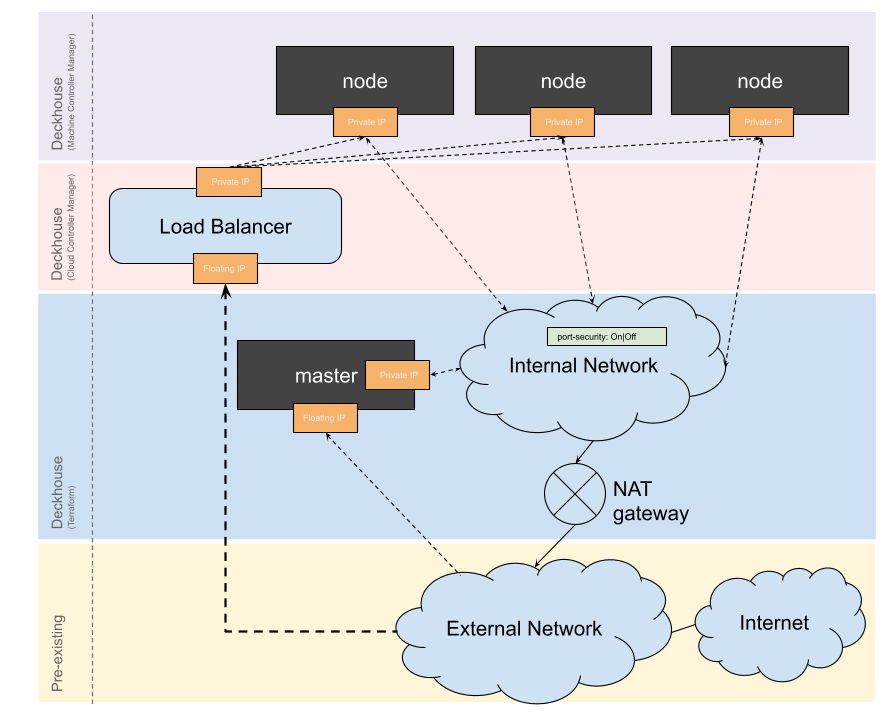 Deckhouse
(Machine Controller Manager)
node
node
node
Private IP
Private IP
Private IP
Deckhouse
(Cloud Controller Manager)
Private IP
Load Balancer
Floating IP
Deckhouse
(Terraform)
port-security: On|Off
Internal Network
master
Private IP
Floating IP
NAT
gateway
Pre-existing
External Network
Internet